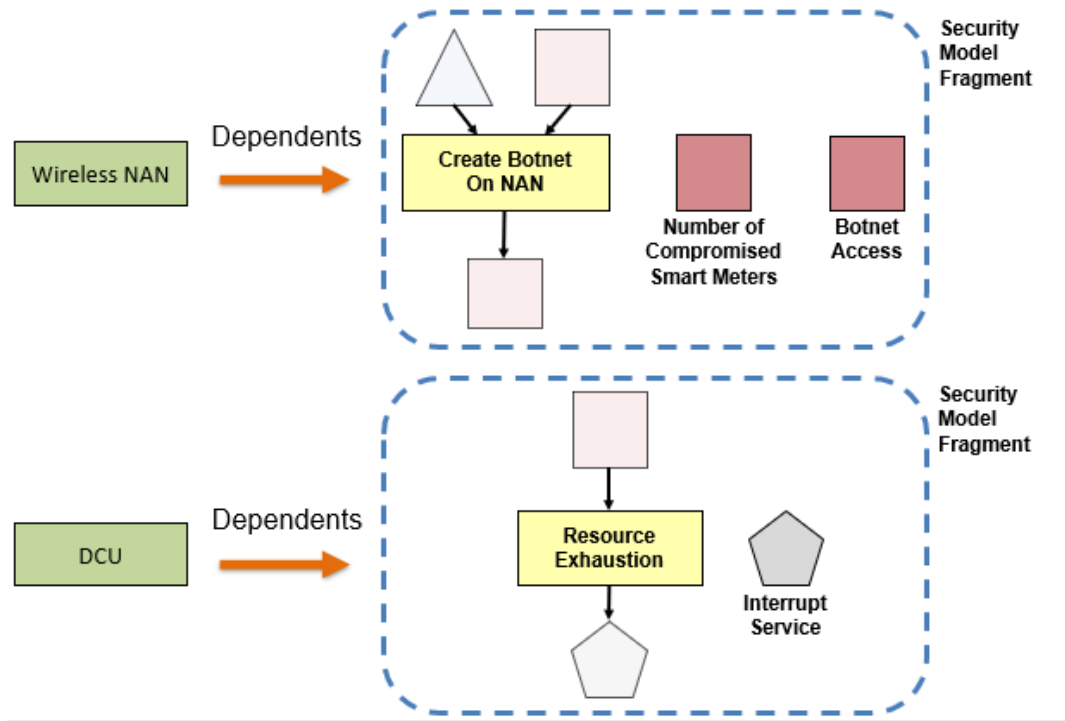 Security
Model
Fragment
Wireless NAN
Dependents
Create Botnet
On NAN
Number of
Compromised
Smart Meters
Botnet
Access
Security
Model
Fragment
DCU
Dependents
Resource
Exhaustion
Interrupt
Service